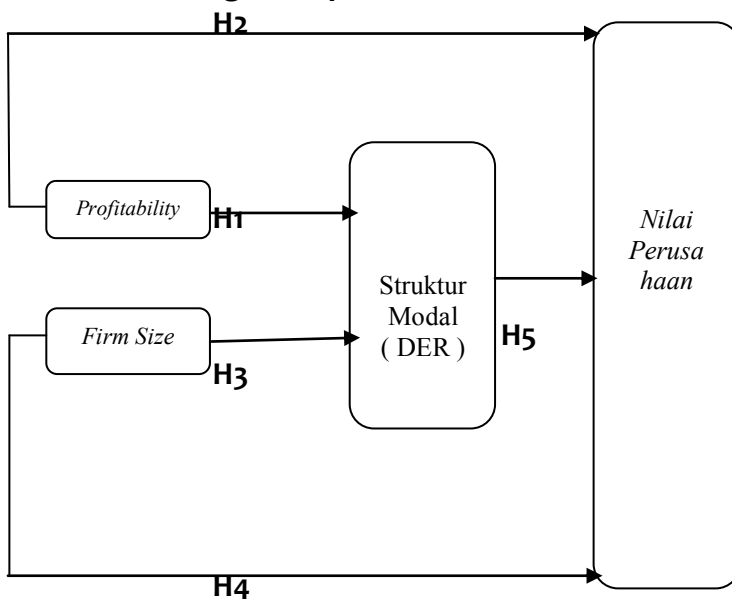 H2
Profitability
H1
Firm Size
H3
Struktur
Modal
( DER )
H5
Nilai
Perusa
haan
H4